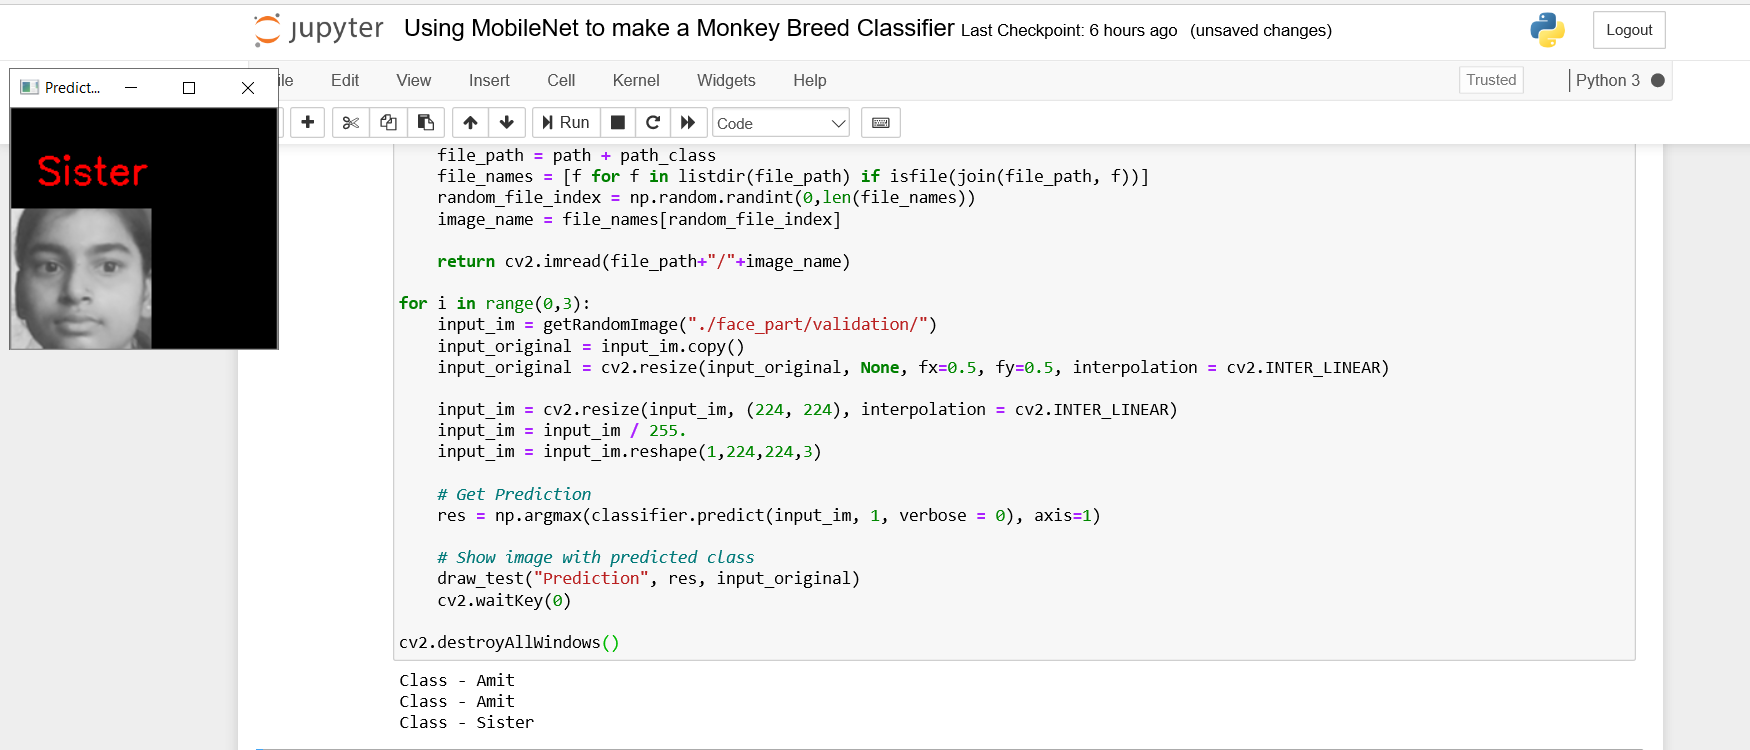 jupyter Using MobileNet to make a Monkey Breed Classifier Last Checkpoint: 6 hours ago (unsaved changes)
Logout
Predict...
ile Edit View Insert Cell Kernel Widgets Help
Trusted
Python 3
Run
Code
Sister
file_path = path + path_class
file_names = [f for f in listdir(file_path) if isfile(join(file_path, f))]
random_file_index = np.random.randint(0,len(file_names))
image_name = file_names[random_file_index]
return cv2.imread(file_path+"/"+image_name)
for i in range(0,3):
input_im = getRandomImage("./face_part/validation/")
input_original = input_im.copy()
input_original = cv2.resize(input_original, None, fx=0.5, fy=0.5, interpolation = cv2.INTER_LINEAR)
input_im = cv2.resize(input_im, (224, 224), interpolation = cv2.INTER_LINEAR)
input_im = input_im / 255.
input_im = input_im.reshape(1,224,224,3)
# Get Prediction
res = np.argmax(classifier.predict(input_im, 1, verbose = 0), axis=1)
# Show image with predicted class
draw_test("Prediction", res, input_original)
cv2.waitKey(0)
cv2.destroyAllWindows()
Class - Amit
Class - Amit
Class - Sister